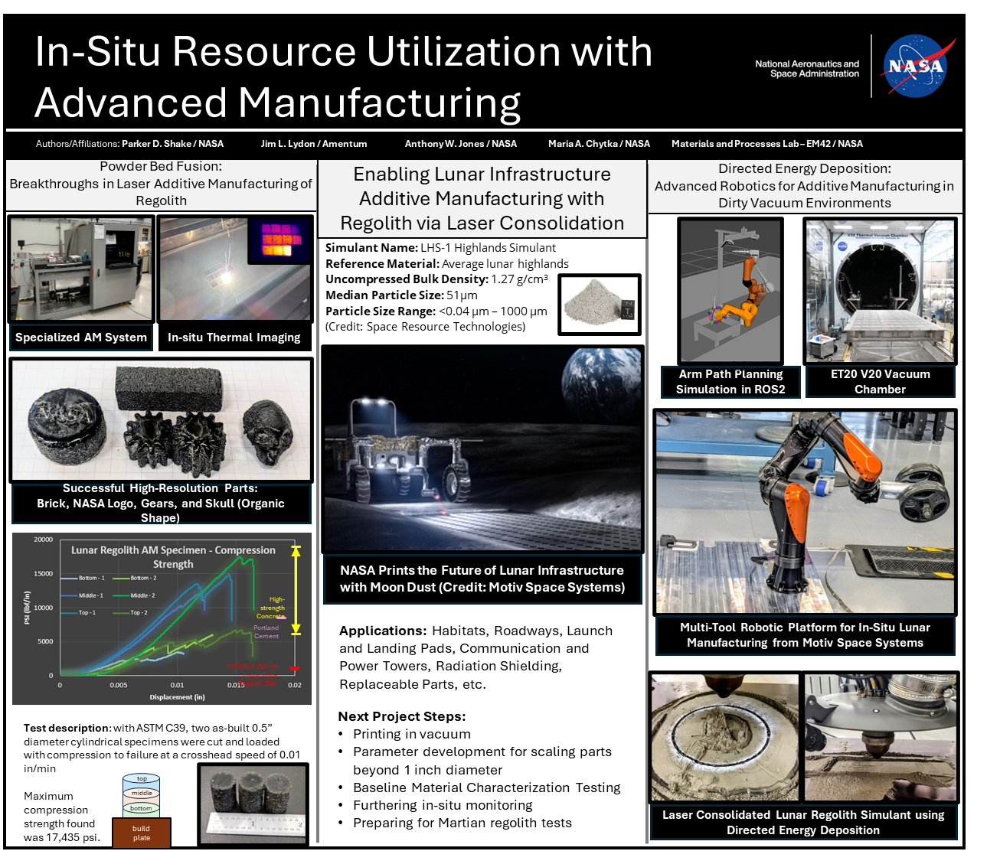 In-Situ Resource Utilization with
Advanced Manufacturing
National Aeronautics and
Space Administration
NASA
Authors/Affiliations: Parker D. Shake / NASA Jim L. Lydon / Amentum Anthony W. Jones / NASA Maria A. Chytka / NASA Materials and Processes Lab – EM42 / NASA
Powder Bed Fusion:
Breakthroughs in Laser Additive Manufacturing of
Regolith
Specialized AM System
In-situ Thermal Imaging
NASA
Successful High-Resolution Parts:
Brick, NASA Logo, Gears, and Skull (Organic
Shape)
Lunar Regolith AM Specimen - Compression
Strength
PSI (lbf/in)
20000
15000
10000
5000
0
Bottom - 1
Bottom - 2
Middle - 1
Middle - 2
Top - 1
Top - 2
High-
strength
Concrete
Portland
Cement
0
0.005
0.01
0.015
0.02
Displacement (in)
Test description: with ASTM C39, two as-built 0.5”
diameter cylindrical specimens were cut and loaded
with compression to failure at a crosshead speed of 0.01
in/min
Maximum
compression
strength found
was 17,435 psi.
top
middle
bottom
build
plate
1
2
Enabling Lunar Infrastructure
Additive Manufacturing with
Regolith via Laser Consolidation
Simulant Name: LHS-1 Highlands Simulant
Reference Material: Average lunar highlands
Uncompressed Bulk Density: 1.27 g/cm³
Median Particle Size: 51μm
Particle Size Range: <0.04 μm – 1000 μm
(Credit: Space Resource Technologies)
NASA Prints the Future of Lunar Infrastructure
with Moon Dust (Credit: Motiv Space Systems)
Applications: Habitats, Roadways, Launch
and Landing Pads, Communication and
Power Towers, Radiation Shielding,
Replaceable Parts, etc.
Next Project Steps:
• Printing in vacuum
• Parameter development for scaling parts
beyond 1 inch diameter
• Baseline Material Characterization Testing
• Furthering in-situ monitoring
• Preparing for Martian regolith tests
Directed Energy Deposition:
Advanced Robotics for Additive Manufacturing in
Dirty Vacuum Environments
V20 Thermal Vacuum Chamber
Arm Path Planning
Simulation in ROS2
ET20 V20 Vacuum
Chamber
Multi-Tool Robotic Platform for In-Situ Lunar
Manufacturing from Motiv Space Systems
Laser Consolidated Lunar Regolith Simulant using
Directed Energy Deposition